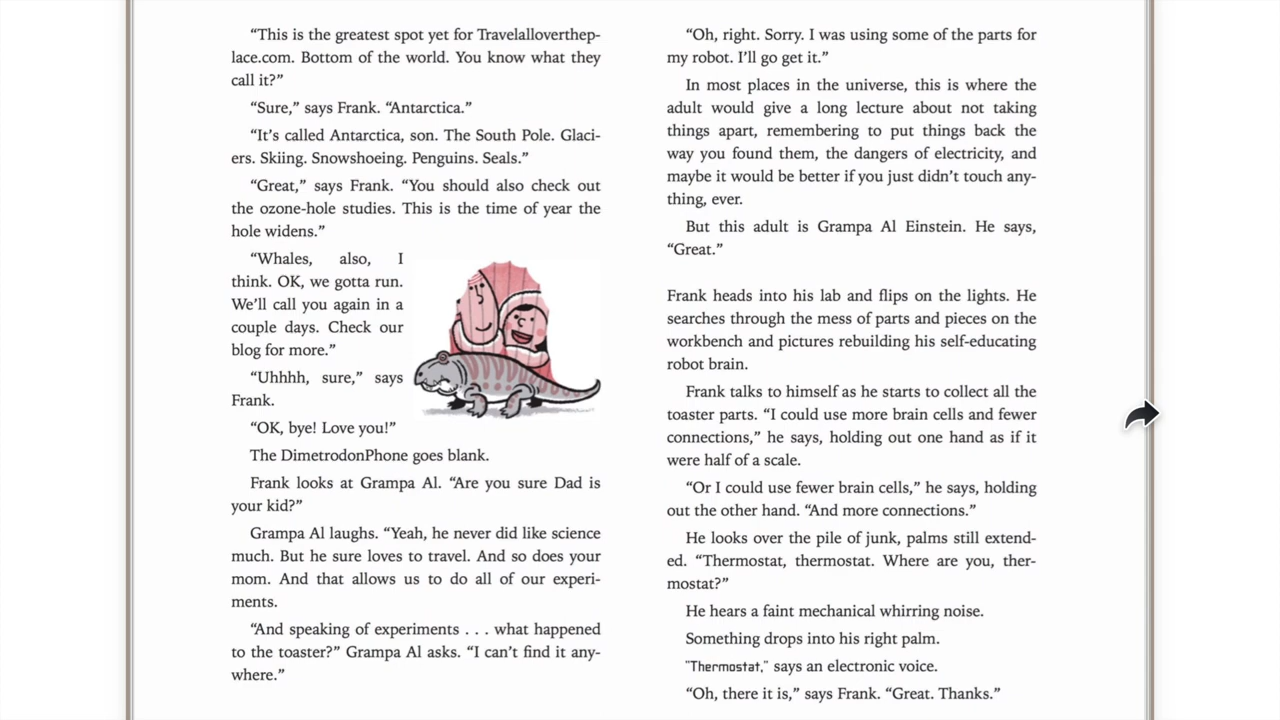 “This is the greatest spot yet for Travelalloverthep-
lace.com. Bottom of the world. You know what they
call it?”
“Sure,” says Frank. “Antarctica.”
“It’s called Antarctica, son. The South Pole. Glaci-
ers. Skiing. Snowshoeing. Penguins. Seals.”
“Great,” says Frank. “You should also check out
the ozone-hole studies. This is the time of year the
hole widens.”
“Whales, also, I
think. OK, we gotta run.
We’ll call you again in a
couple days. Check our
blog for more.”
“Uhhhh, sure,” says
Frank.
“OK, bye! Love you!”
The DimetrodonPhone goes blank.
Frank looks at Grampa Al. “Are you sure Dad is
your kid?”
Grampa Al laughs. “Yeah, he never did like science
much. But he sure loves to travel. And so does your
mom. And that allows us to do all of our experi-
ments.
“And speaking of experiments . . . what happened
to the toaster?” Grampa Al asks. “I can’t find it any-
where.”
“Oh, right. Sorry. I was using some of the parts for
my robot. I’ll go get it.”
In most places in the universe, this is where the
adult would give a long lecture about not taking
things apart, remembering to put things back the
way you found them, the dangers of electricity, and
maybe it would be better if you just didn’t touch any-
thing, ever.
But this adult is Grampa Al Einstein. He says,
“Great.”
Frank heads into his lab and flips on the lights. He
searches through the mess of parts and pieces on the
workbench and pictures rebuilding his self-educating
robot brain.
Frank talks to himself as he starts to collect all the
toaster parts. “I could use more brain cells and fewer
connections,” he says, holding out one hand as if it
were half of a scale.
“Or I could use fewer brain cells,” he says, holding
out the other hand. “And more connections.”
He looks over the pile of junk, palms still extend-
ed. “Thermostat, thermostat. Where are you, ther-
mostat?”
He hears a faint mechanical whirring noise.
Something drops into his right palm.
“Thermostat,” says an electronic voice.
“Oh, there it is,” says Frank. “Great. Thanks.”